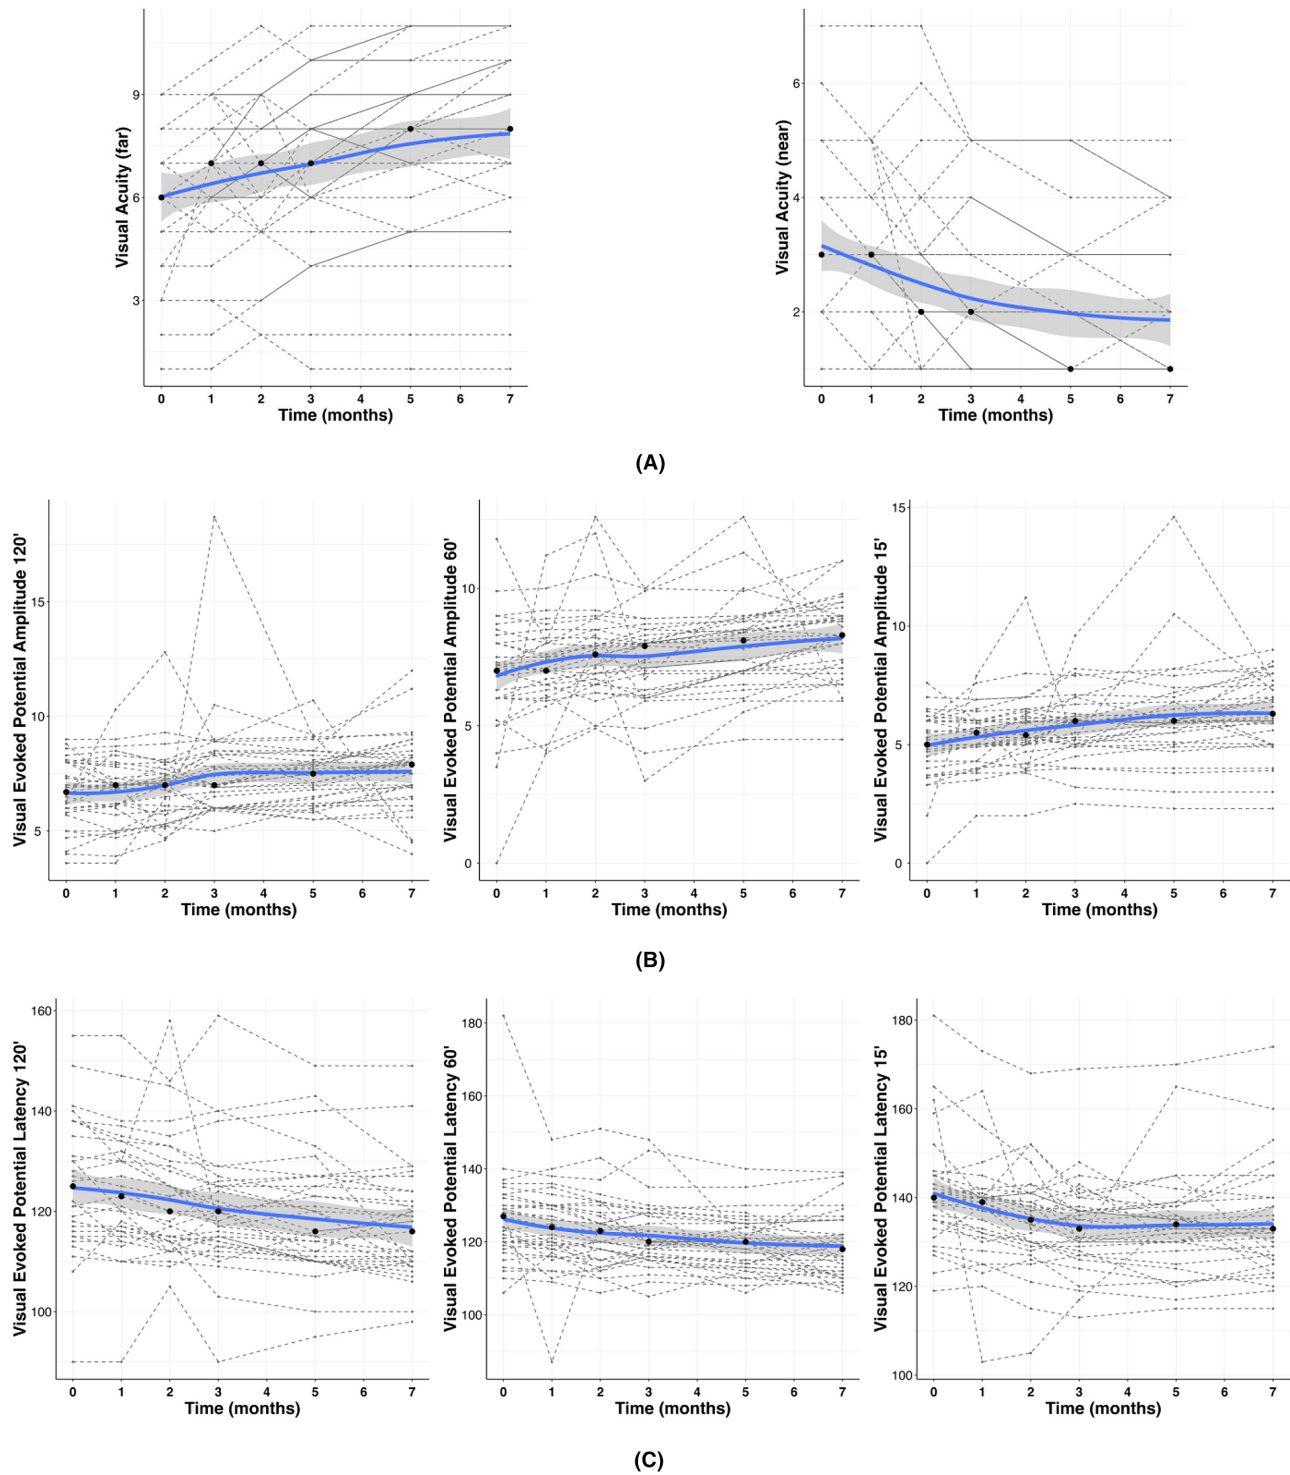 Visual Acuity (far)
9
6
3
0 1 2 3 4 5 6 7
Time (months)
Visual Acuity (near)
6
4
2
0 1 2 3 4 5 6 7
Time (months)
(A)
Visual Evoked Potential Amplitude 120'
15
10
5
0 1 2 3 4 5 6 7
Time (months)
Visual Evoked Potential Amplitude 60'
10
5
0
0 1 2 3 4 5 6 7
Time (months)
Visual Evoked Potential Amplitude 15'
15
10
5
0
0 1 2 3 4 5 6 7
Time (months)
(B)
Visual Evoked Potential Latency 120'
160
140
120
100
0 1 2 3 4 5 6 7
Time (months)
Visual Evoked Potential Latency 60'
180
160
140
120
100
0 1 2 3 4 5 6 7
Time (months)
Visual Evoked Potential Latency 15'
180
160
140
120
100
0 1 2 3 4 5 6 7
Time (months)
(C)